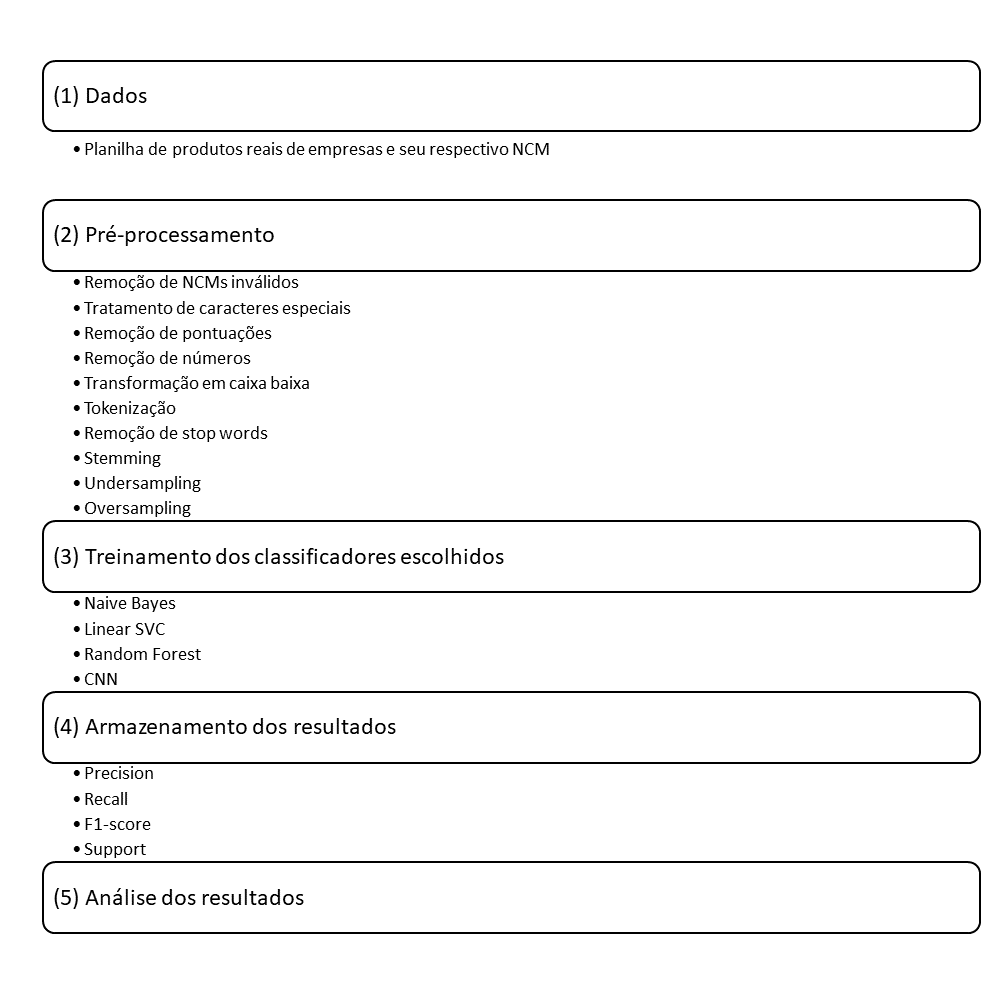 (1) Dados
• Planilha de produtos reais de empresas e seu respectivo NCM
(2) Pré-processamento
• Remoção de NCMs inválidos
• Tratamento de caracteres especiais
• Remoção de pontuações
• Remoção de números
• Transformação em caixa baixa
• Tokenização
• Remoção de stop words
• Stemming
• Undersampling
• Oversampling
(3) Treinamento dos classificadores escolhidos
• Naive Bayes
• Linear SVC
• Random Forest
• CNN
(4) Armazenamento dos resultados
• Precision
• Recall
• F1-score
• Support
(5) Análise dos resultados